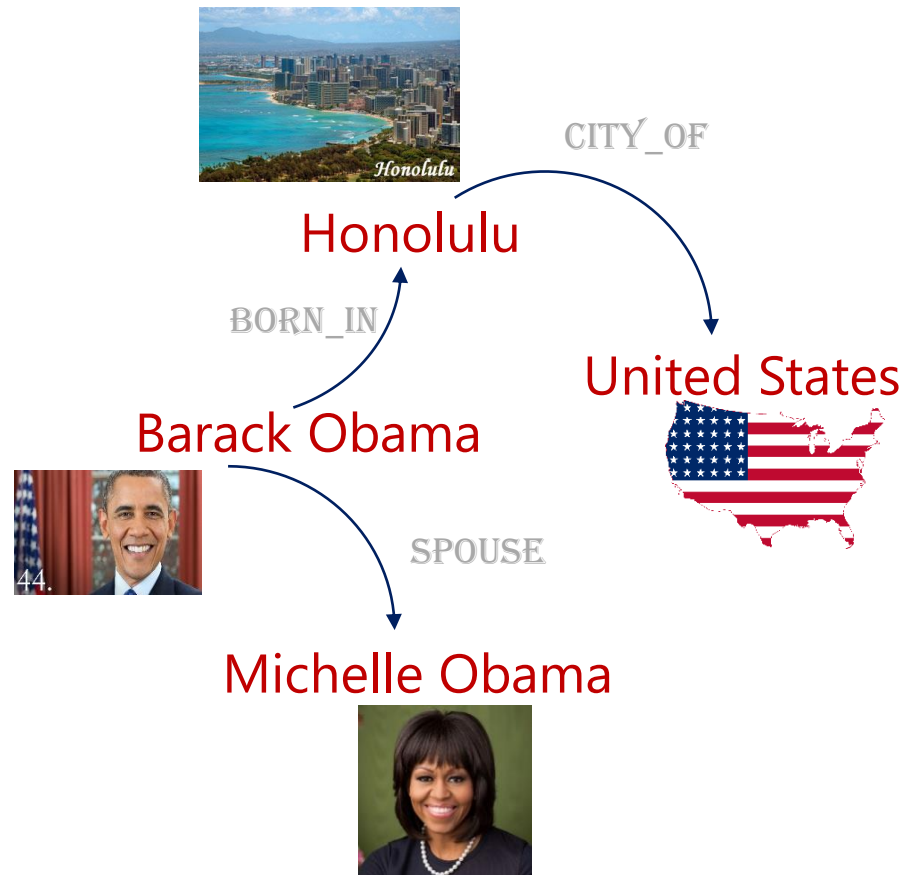 Honolulu
CITY_OF
Honolulu
BORN_IN
United States
Barack Obama
44.
SPOUSE
Michelle Obama